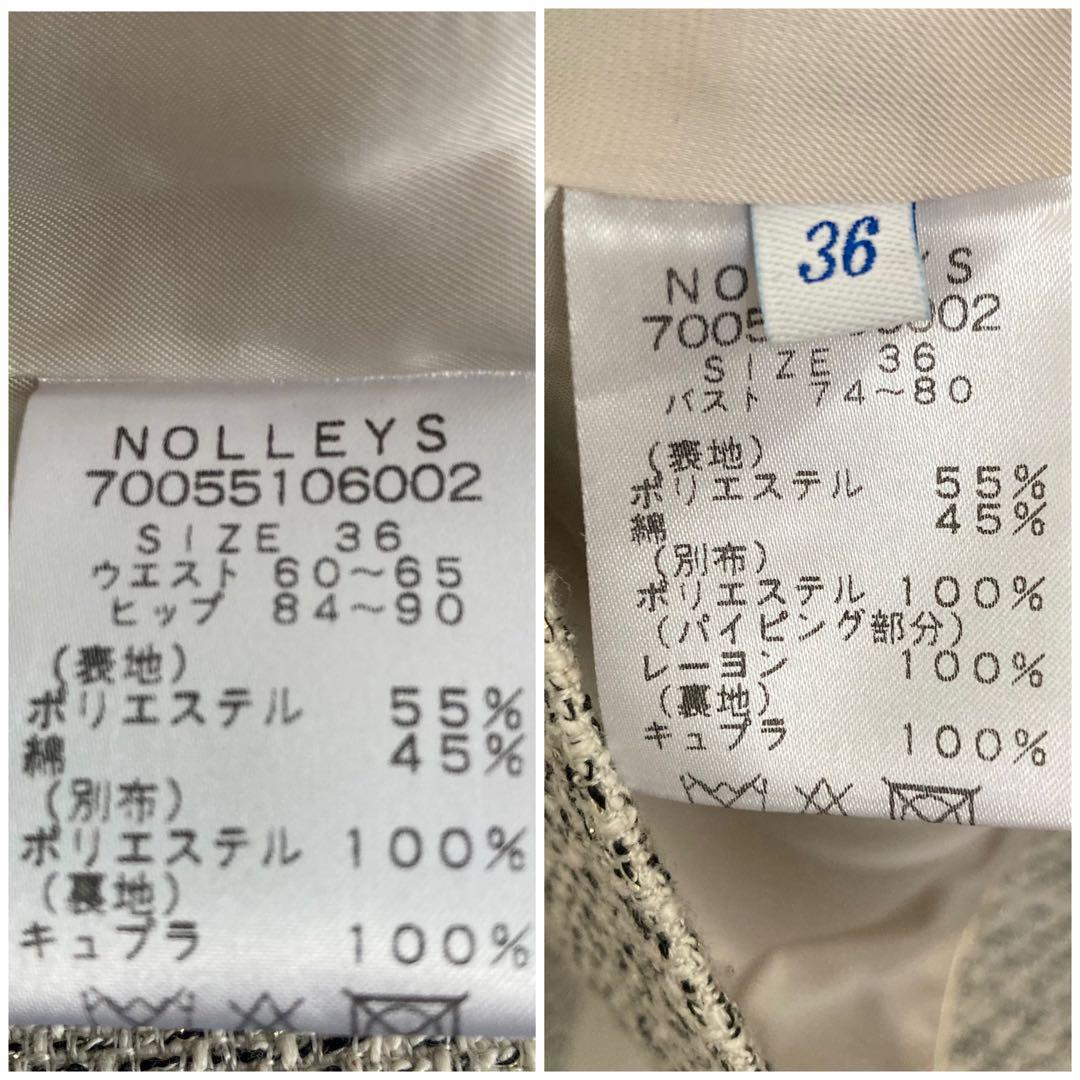 NOLLEYS
70055106002
SIZE 36
ウエスト 60〜65
ヒップ 84〜90
(表地)
ポリエステル 55%
綿 45%
(別布)
ポリエステル 100%
(裏地)
キュプラ 100%
36
SIZE 36
バスト 74〜80
(表地)
ポリエステル 55%
綿 45%
(別布)
ポリエステル 100%
(パイピング部分)
レーヨン 100%
(裏地)
キュプラ 100%